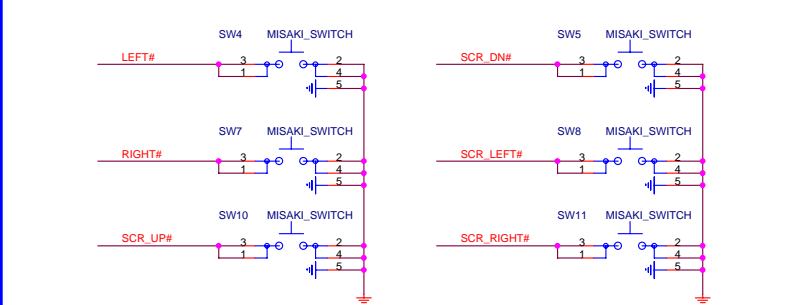 SW4 MISAKI_SWITCH SW5 MISAKI_SWITCH
LEFT# 3 2 SCR_DN# 3 2
1 4 1 4
5 5
SW7 MISAKI_SWITCH SW8 MISAKI_SWITCH
RIGHT# 3 2 SCR_LEFT# 3 2
1 4 1 4
5 5
SW10 MISAKI_SWITCH SW11 MISAKI_SWITCH
SCR_UP# 3 2 SCR_RIGHT# 3 2
1 4 1 4
5 5